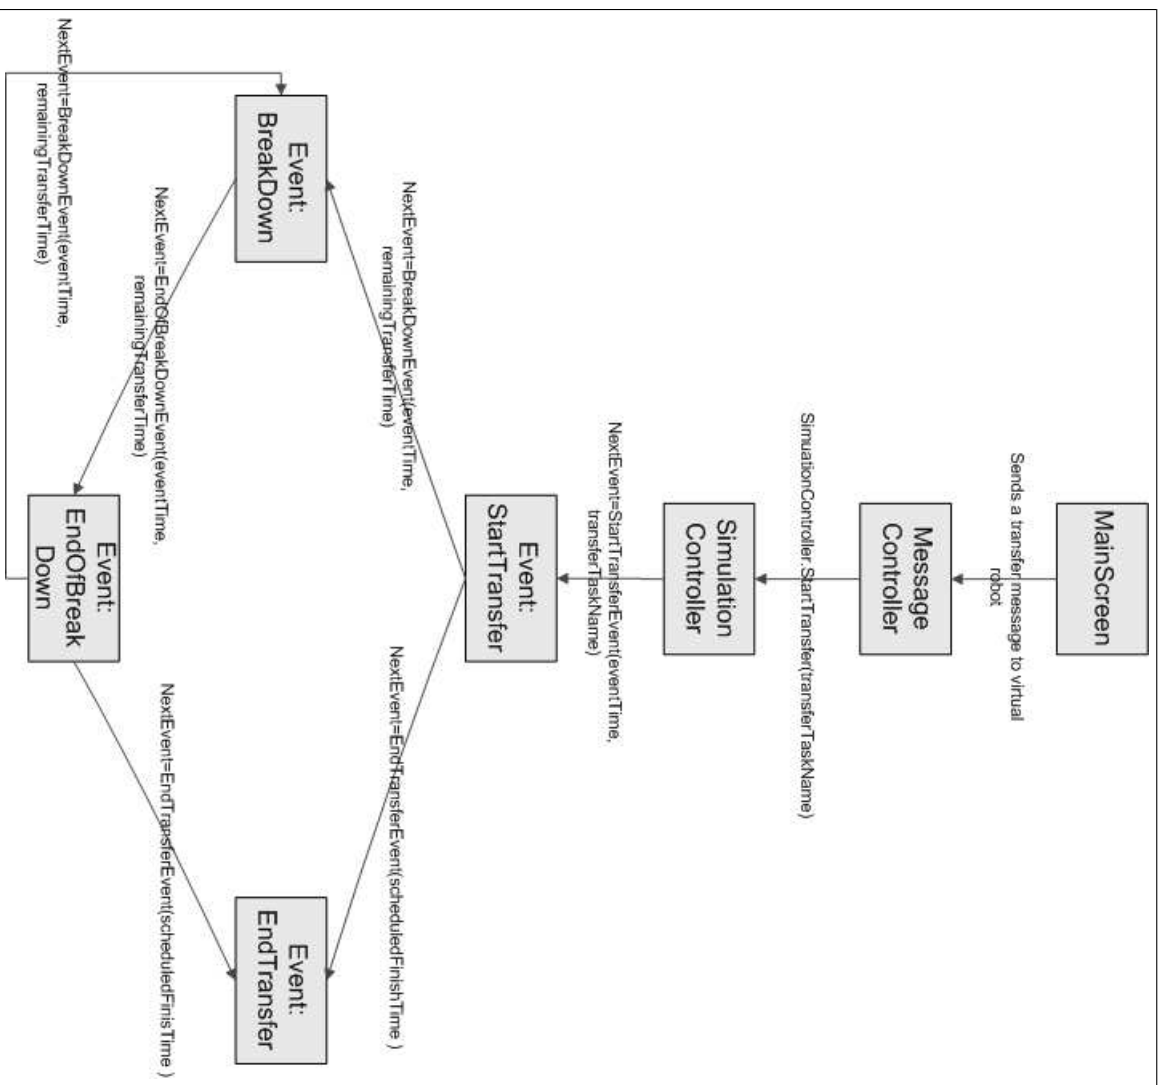 MainScreen
Sends a transfer message to virtual
robot
Message
Controller
SimuationController.StartTransfer(transferTaskName)
Simulation
Controller
NextEvent=StartTransferEvent(eventTime,
transferTaskName)
Event:
StartTransfer
NextEvent=BreakDownEvent(eventTime,
remainingTransferTime)
NextEvent=EndTransferEvent(scheduledFinishTime )
Event:
BreakDown
Event:
EndTransfer
NextEvent=EndOfBreakDownEvent(eventTime,
remainingTransferTime)
NextEvent=EndTransferEvent(scheduledFinisTime )
Event:
EndOfBreak
Down
NextEvent=BreakDownEvent(eventTime,
remainingTransferTime)